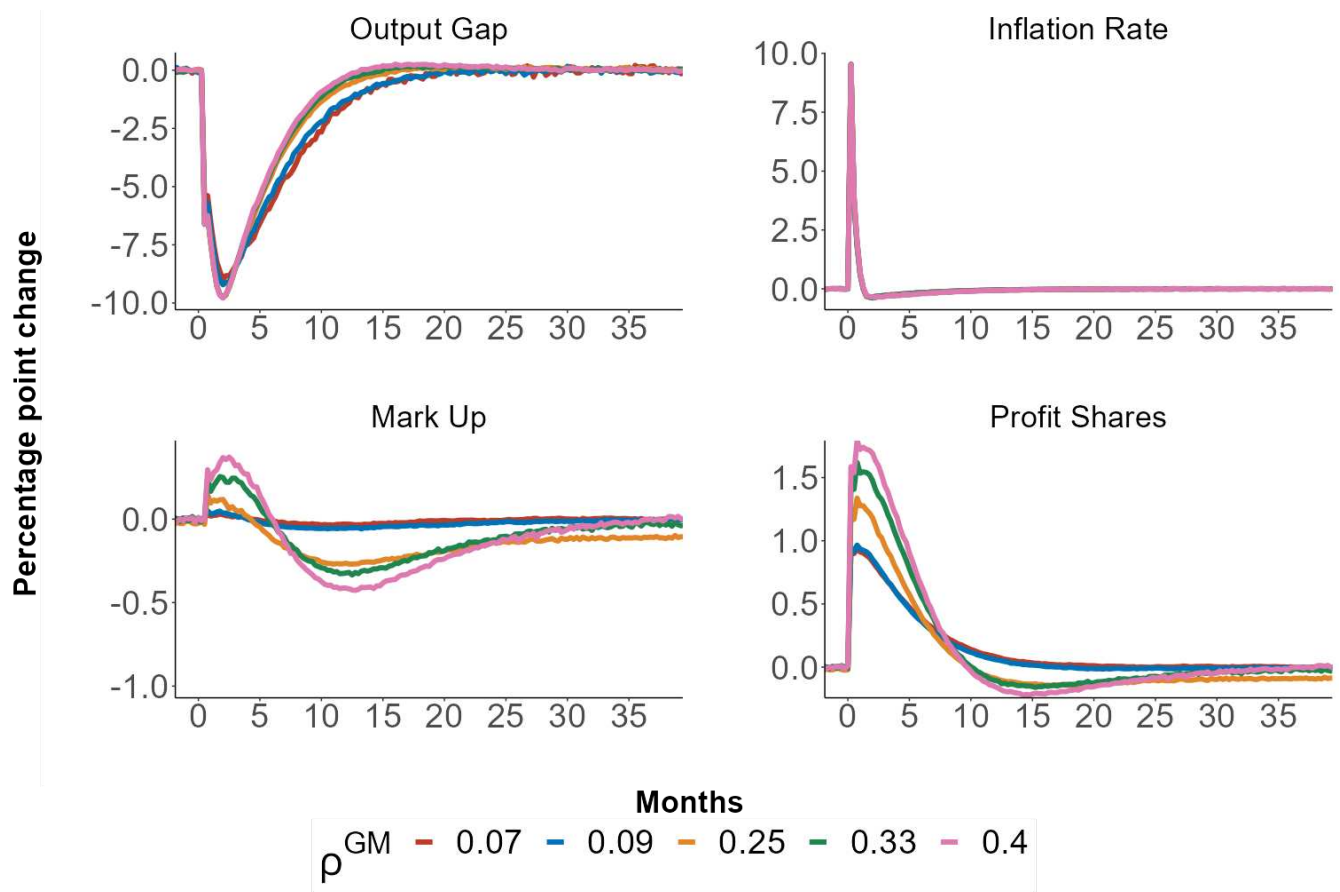 Output Gap
0.0
-2.5
-5.0
-7.5
-10.0
0 5 10 15 20 25 30 35
Inflation Rate
10.0
7.5
5.0
2.5
0.0
0 5 10 15 20 25 30 35
Percentage point change
Mark Up
0.0
-0.5
-1.0
0 5 10 15 20 25 30 35
Profit Shares
1.5
1.0
0.5
0.0
0 5 10 15 20 25 30 35
Months
ρ^GM 0.07 0.09 0.25 0.33 0.4